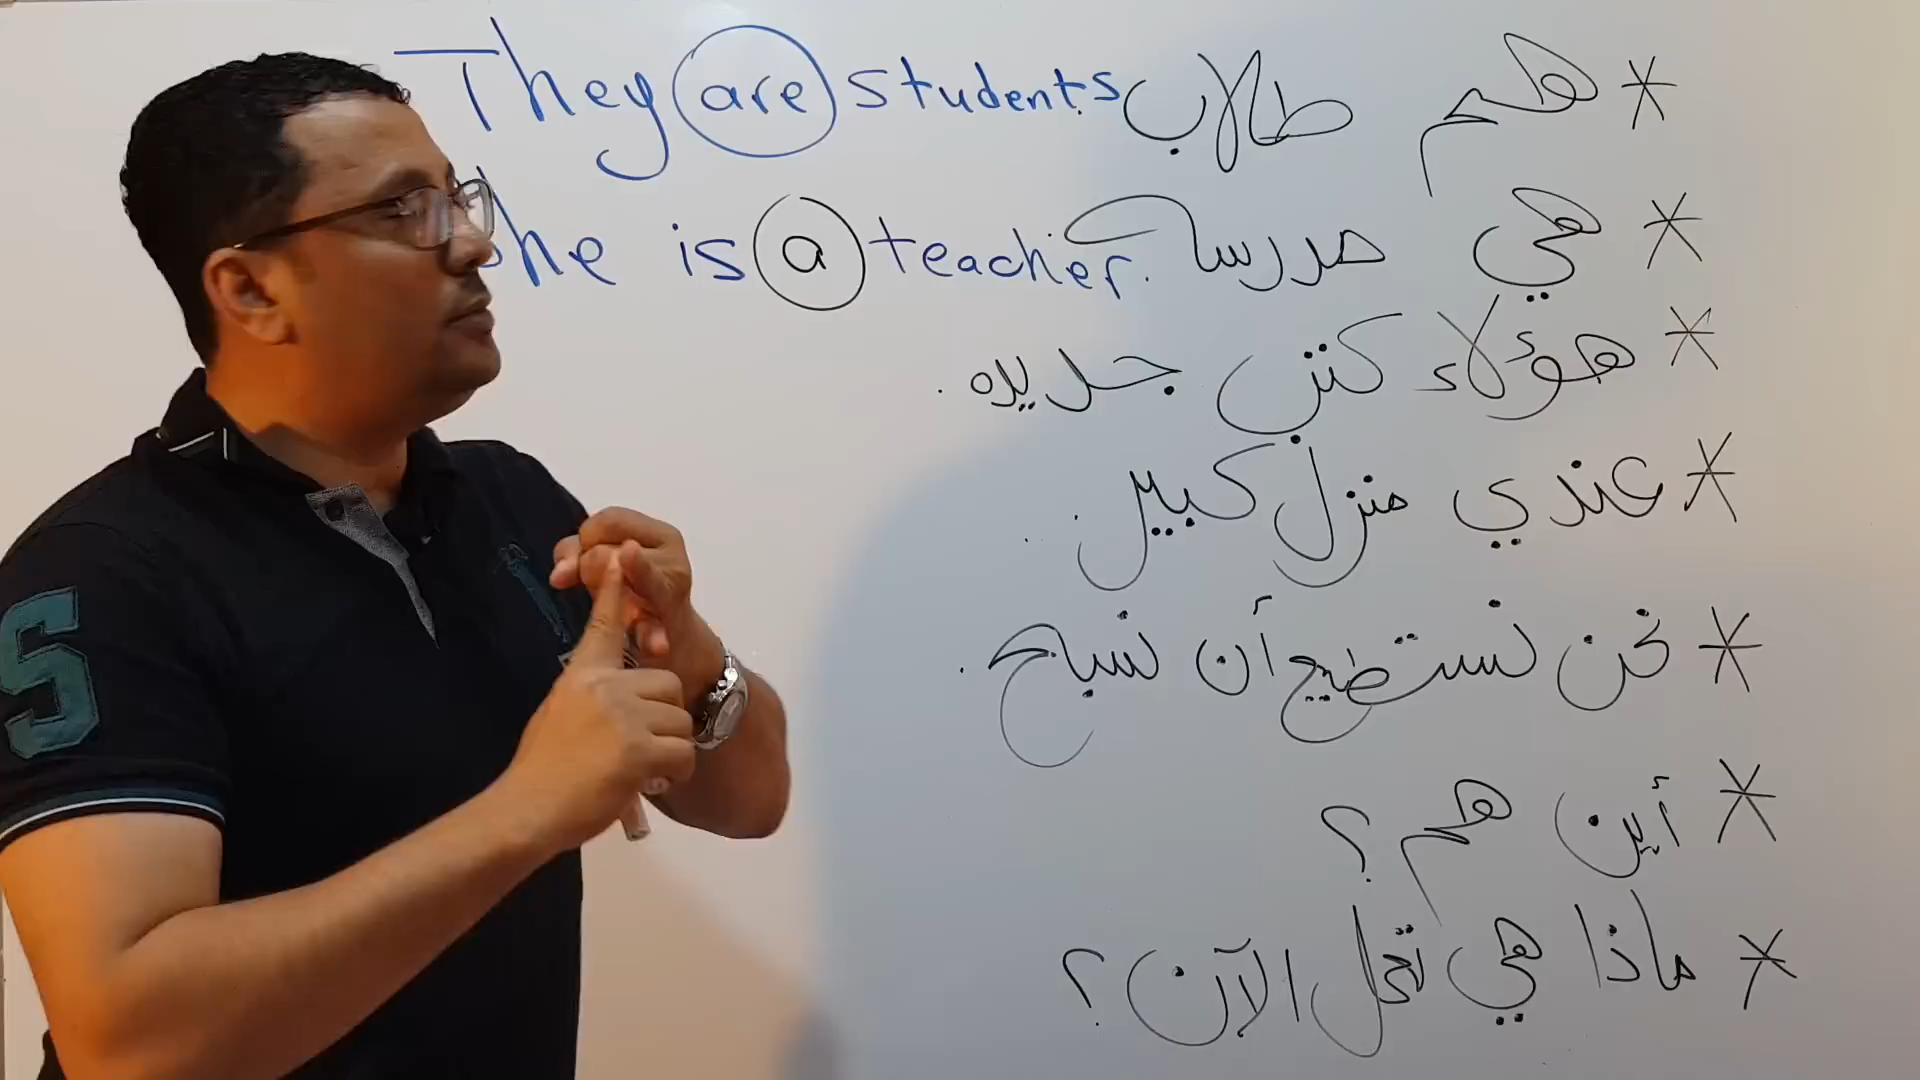 They are students
* هم طلاب
he is a teacher.
* هي مدرسة
* هؤلاء كتب جديده .
* عندي منزل كبير .
* نحن نستطيع أن نسبح .
* أين هم ؟
* ماذا هي تفعل الآن ؟
S